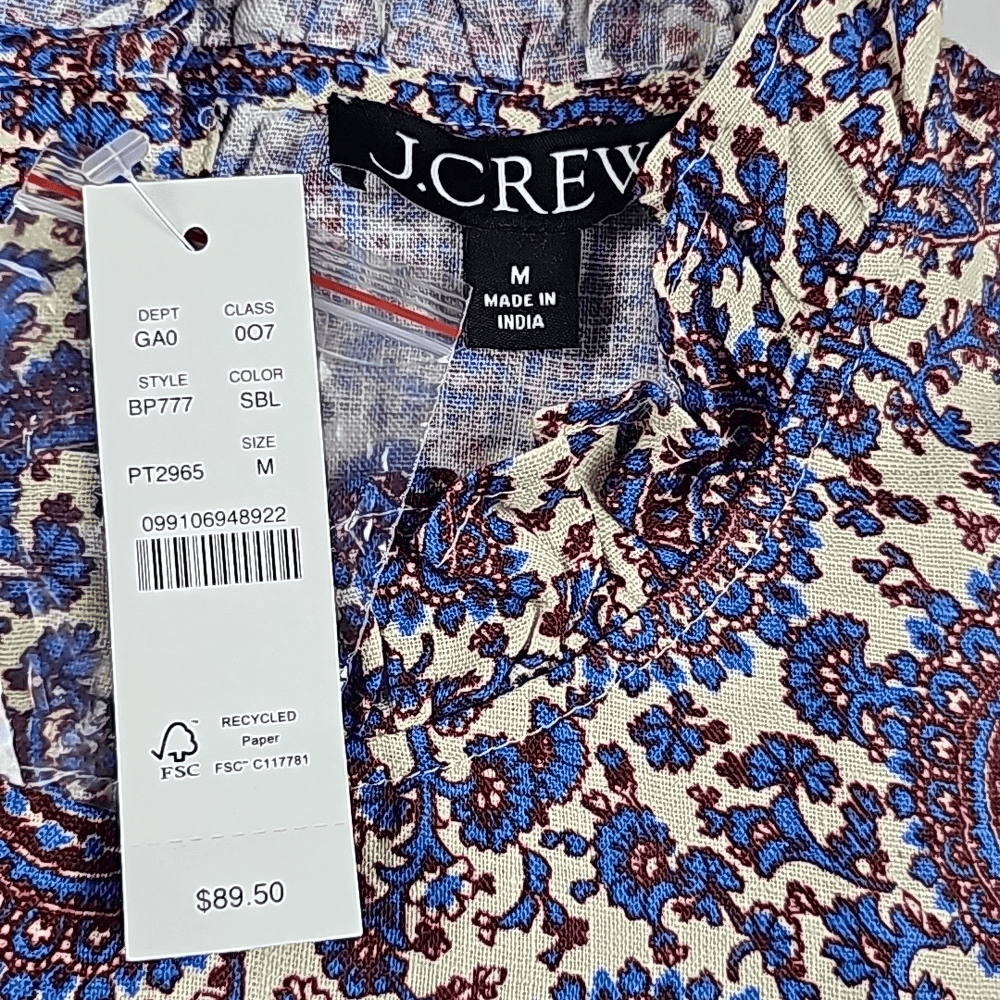 J.CREW
M
MADE IN
INDIA
DEPT CLASS
GA0 0O7
STYLE COLOR
BP777 SBL
SIZE
PT2965 M
099106948922
FSC™
RECYCLED
Paper
FSC™ C117781
$89.50